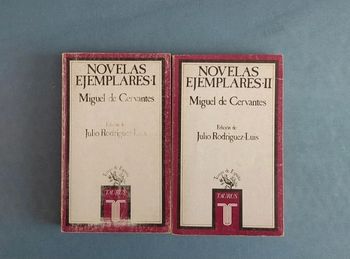 NOVELAS
EJEMPLARES·I
Miguel de Cervantes
Edición de
Julio Rodríguez-Luis
TAURUS
NOVELAS
EJEMPLARES·II
Miguel de Cervantes
Edición de
Julio Rodríguez-Luis
TAURUS